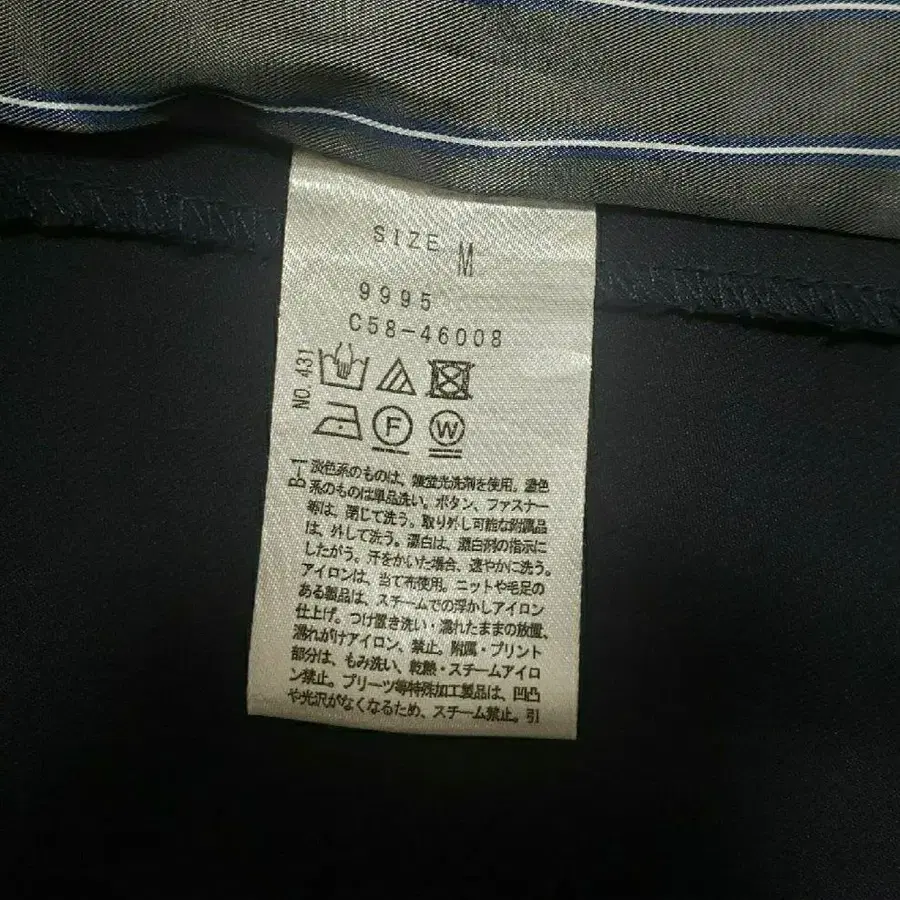 SIZE M
9995
C58-46008
NO.431
F W
B-1
淡色系のものは、無蛍光洗剤を使用。濃色
系のものは単品洗い。ボタン、ファスナー
等は、閉じて洗う。取り外し可能な附属品
は、外して洗う。漂白は、漂白剤の指示に
したがう。汗をかいた場合、速やかに洗う。
アイロンは、当て布使用。ニットや毛足の
ある製品は、スチームでの浮かしアイロン
仕上げ。つけ置き洗い・濡れたままの放置、
濡れがけアイロン、禁止。附属・プリント
部分は、もみ洗い、乾熱・スチームアイロ
ン禁止。プリーツ等特殊加工製品は、凹凸
や光沢がなくなるため、スチーム禁止。引